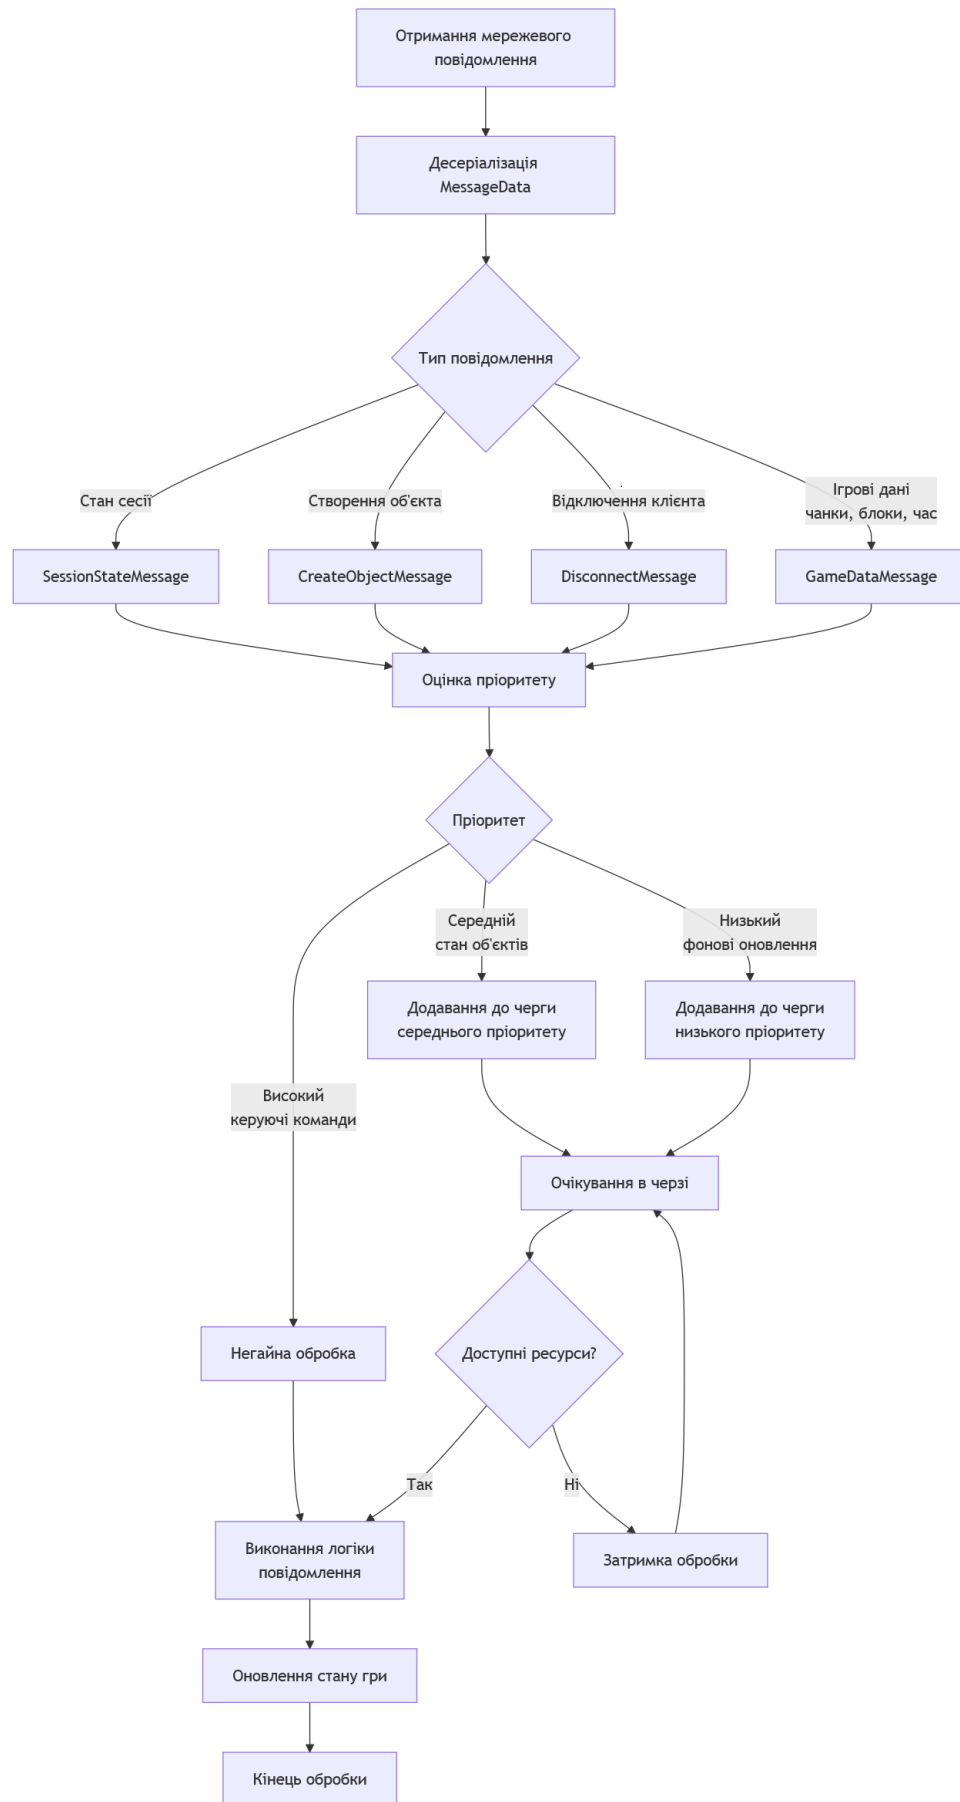 Отримання мережевого
повідомлення
Десеріалізація
MessageData
Тип повідомлення
Стан сесії
Створення об'єкта
Відключення клієнта
Ігрові дані
чанки, блоки, час
SessionStateMessage
CreateObjectMessage
DisconnectMessage
GameDataMessage
Оцінка пріоритету
Пріоритет
Середній
стан об'єктів
Низький
фонові оновлення
Додавання до черги
середнього пріоритету
Додавання до черги
низького пріоритету
Високий
керуючі команди
Очікування в черзі
Негайна обробка
Доступні ресурси?
Так
Ні
Виконання логіки
повідомлення
Затримка обробки
Оновлення стану гри
Кінець обробки